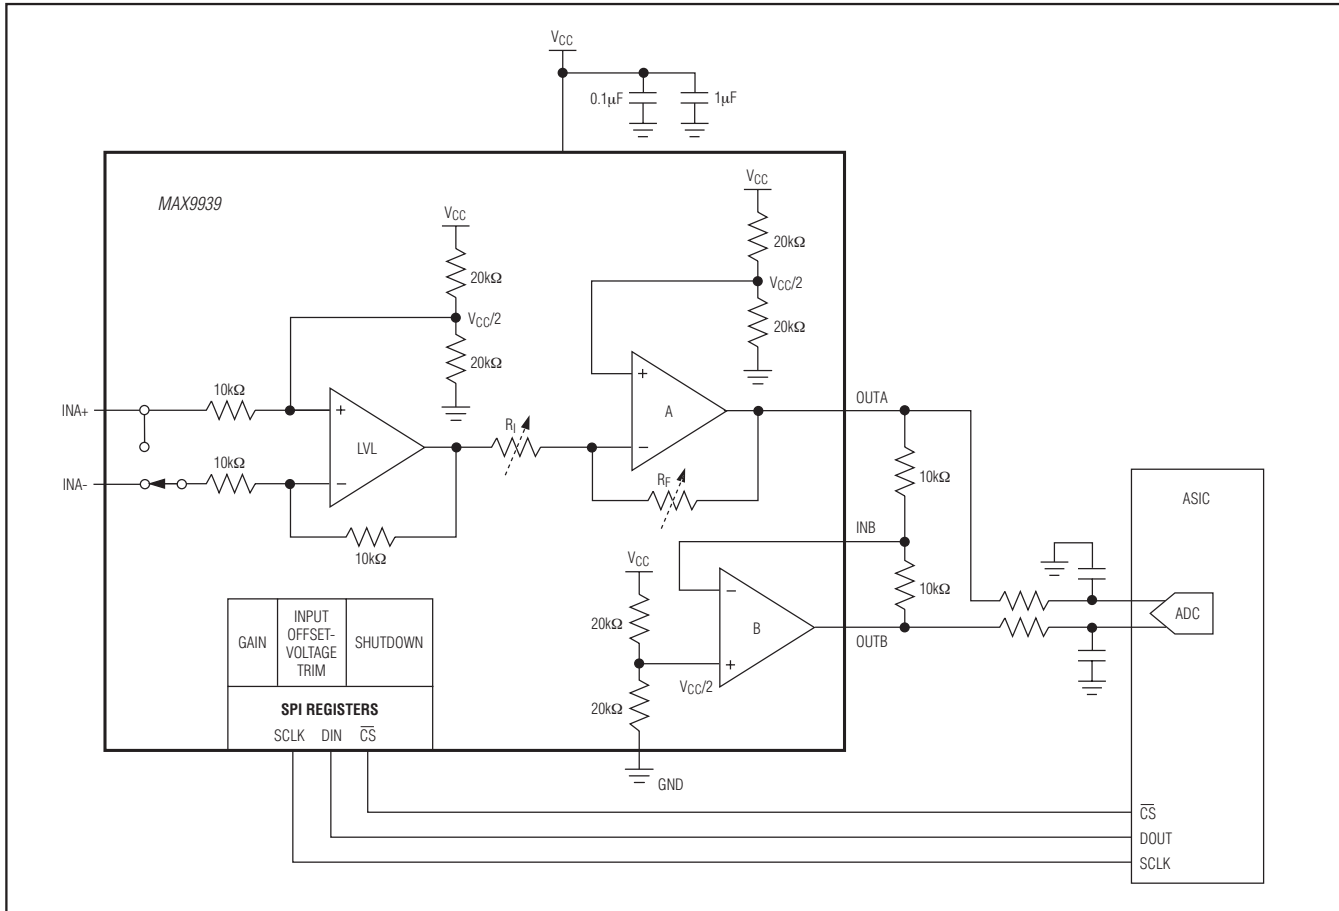 VCC
0.1µF
1µF
MAX9939
VCC
20kΩ
VCC/2
20kΩ
VCC
20kΩ
VCC/2
20kΩ
INA+
10kΩ
+
LVL
INA-
10kΩ
−
10kΩ
RI
+
A
−
RF
OUTA
10kΩ
INB
10kΩ
VCC
20kΩ
−
B
+
VCC/2
20kΩ
OUTB
GND
ASIC
ADC
GAIN
INPUT
OFFSET-
VOLTAGE
TRIM
SHUTDOWN
SPI REGISTERS
SCLK DIN C̅S̅
C̅S̅
DOUT
SCLK